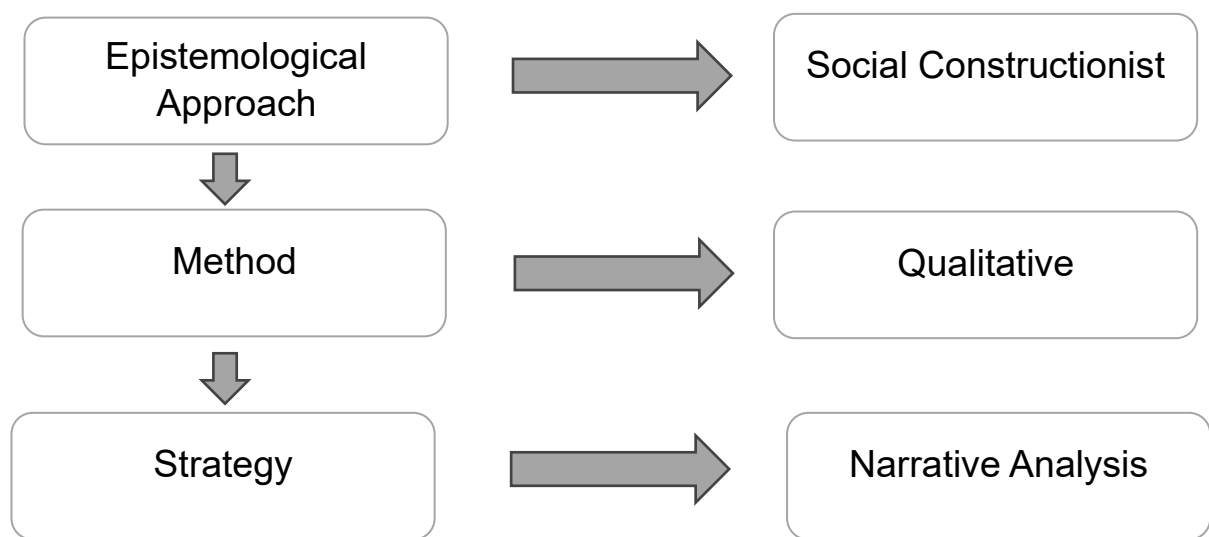 Epistemological
Approach
Social Constructionist
Method
Qualitative
Strategy
Narrative Analysis